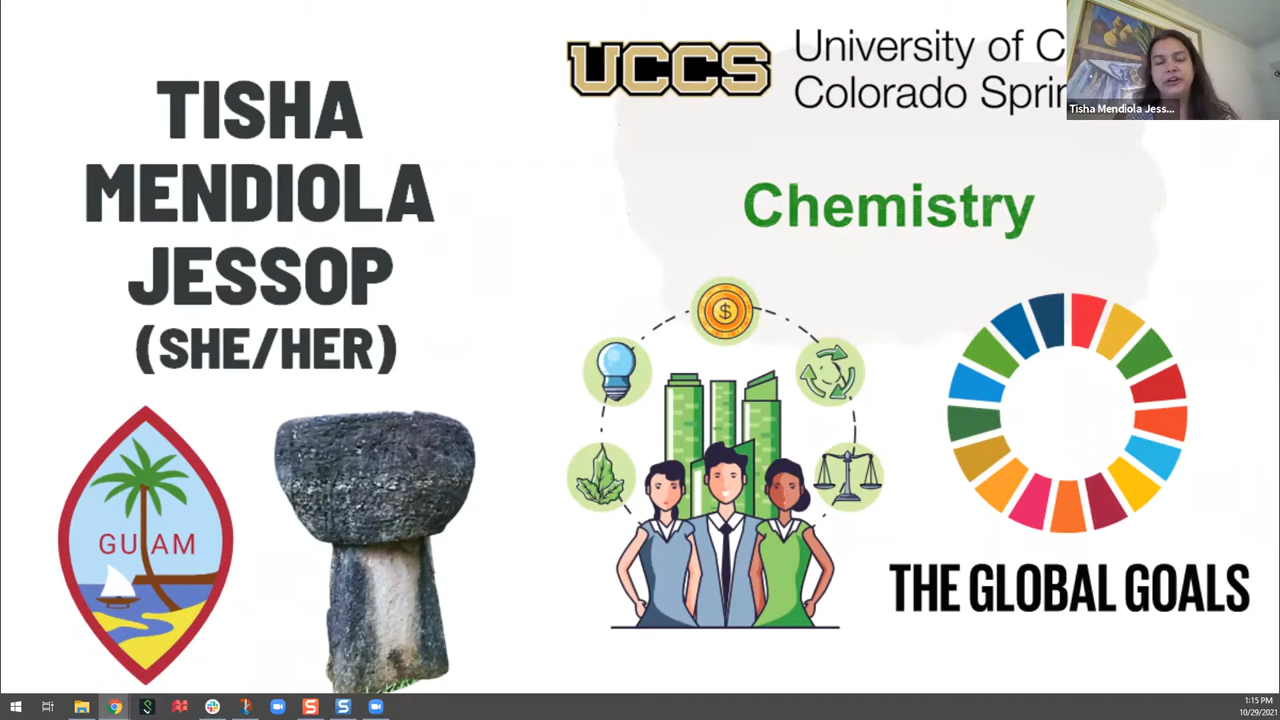 TISHA
MENDIOLA
JESSOP
(SHE/HER)
GUAM
UCCS
University of C
Colorado Sprin
Tisha Mendiola Jess...
Chemistry
$
THE GLOBAL GOALS
1:15 PM
10/29/2021